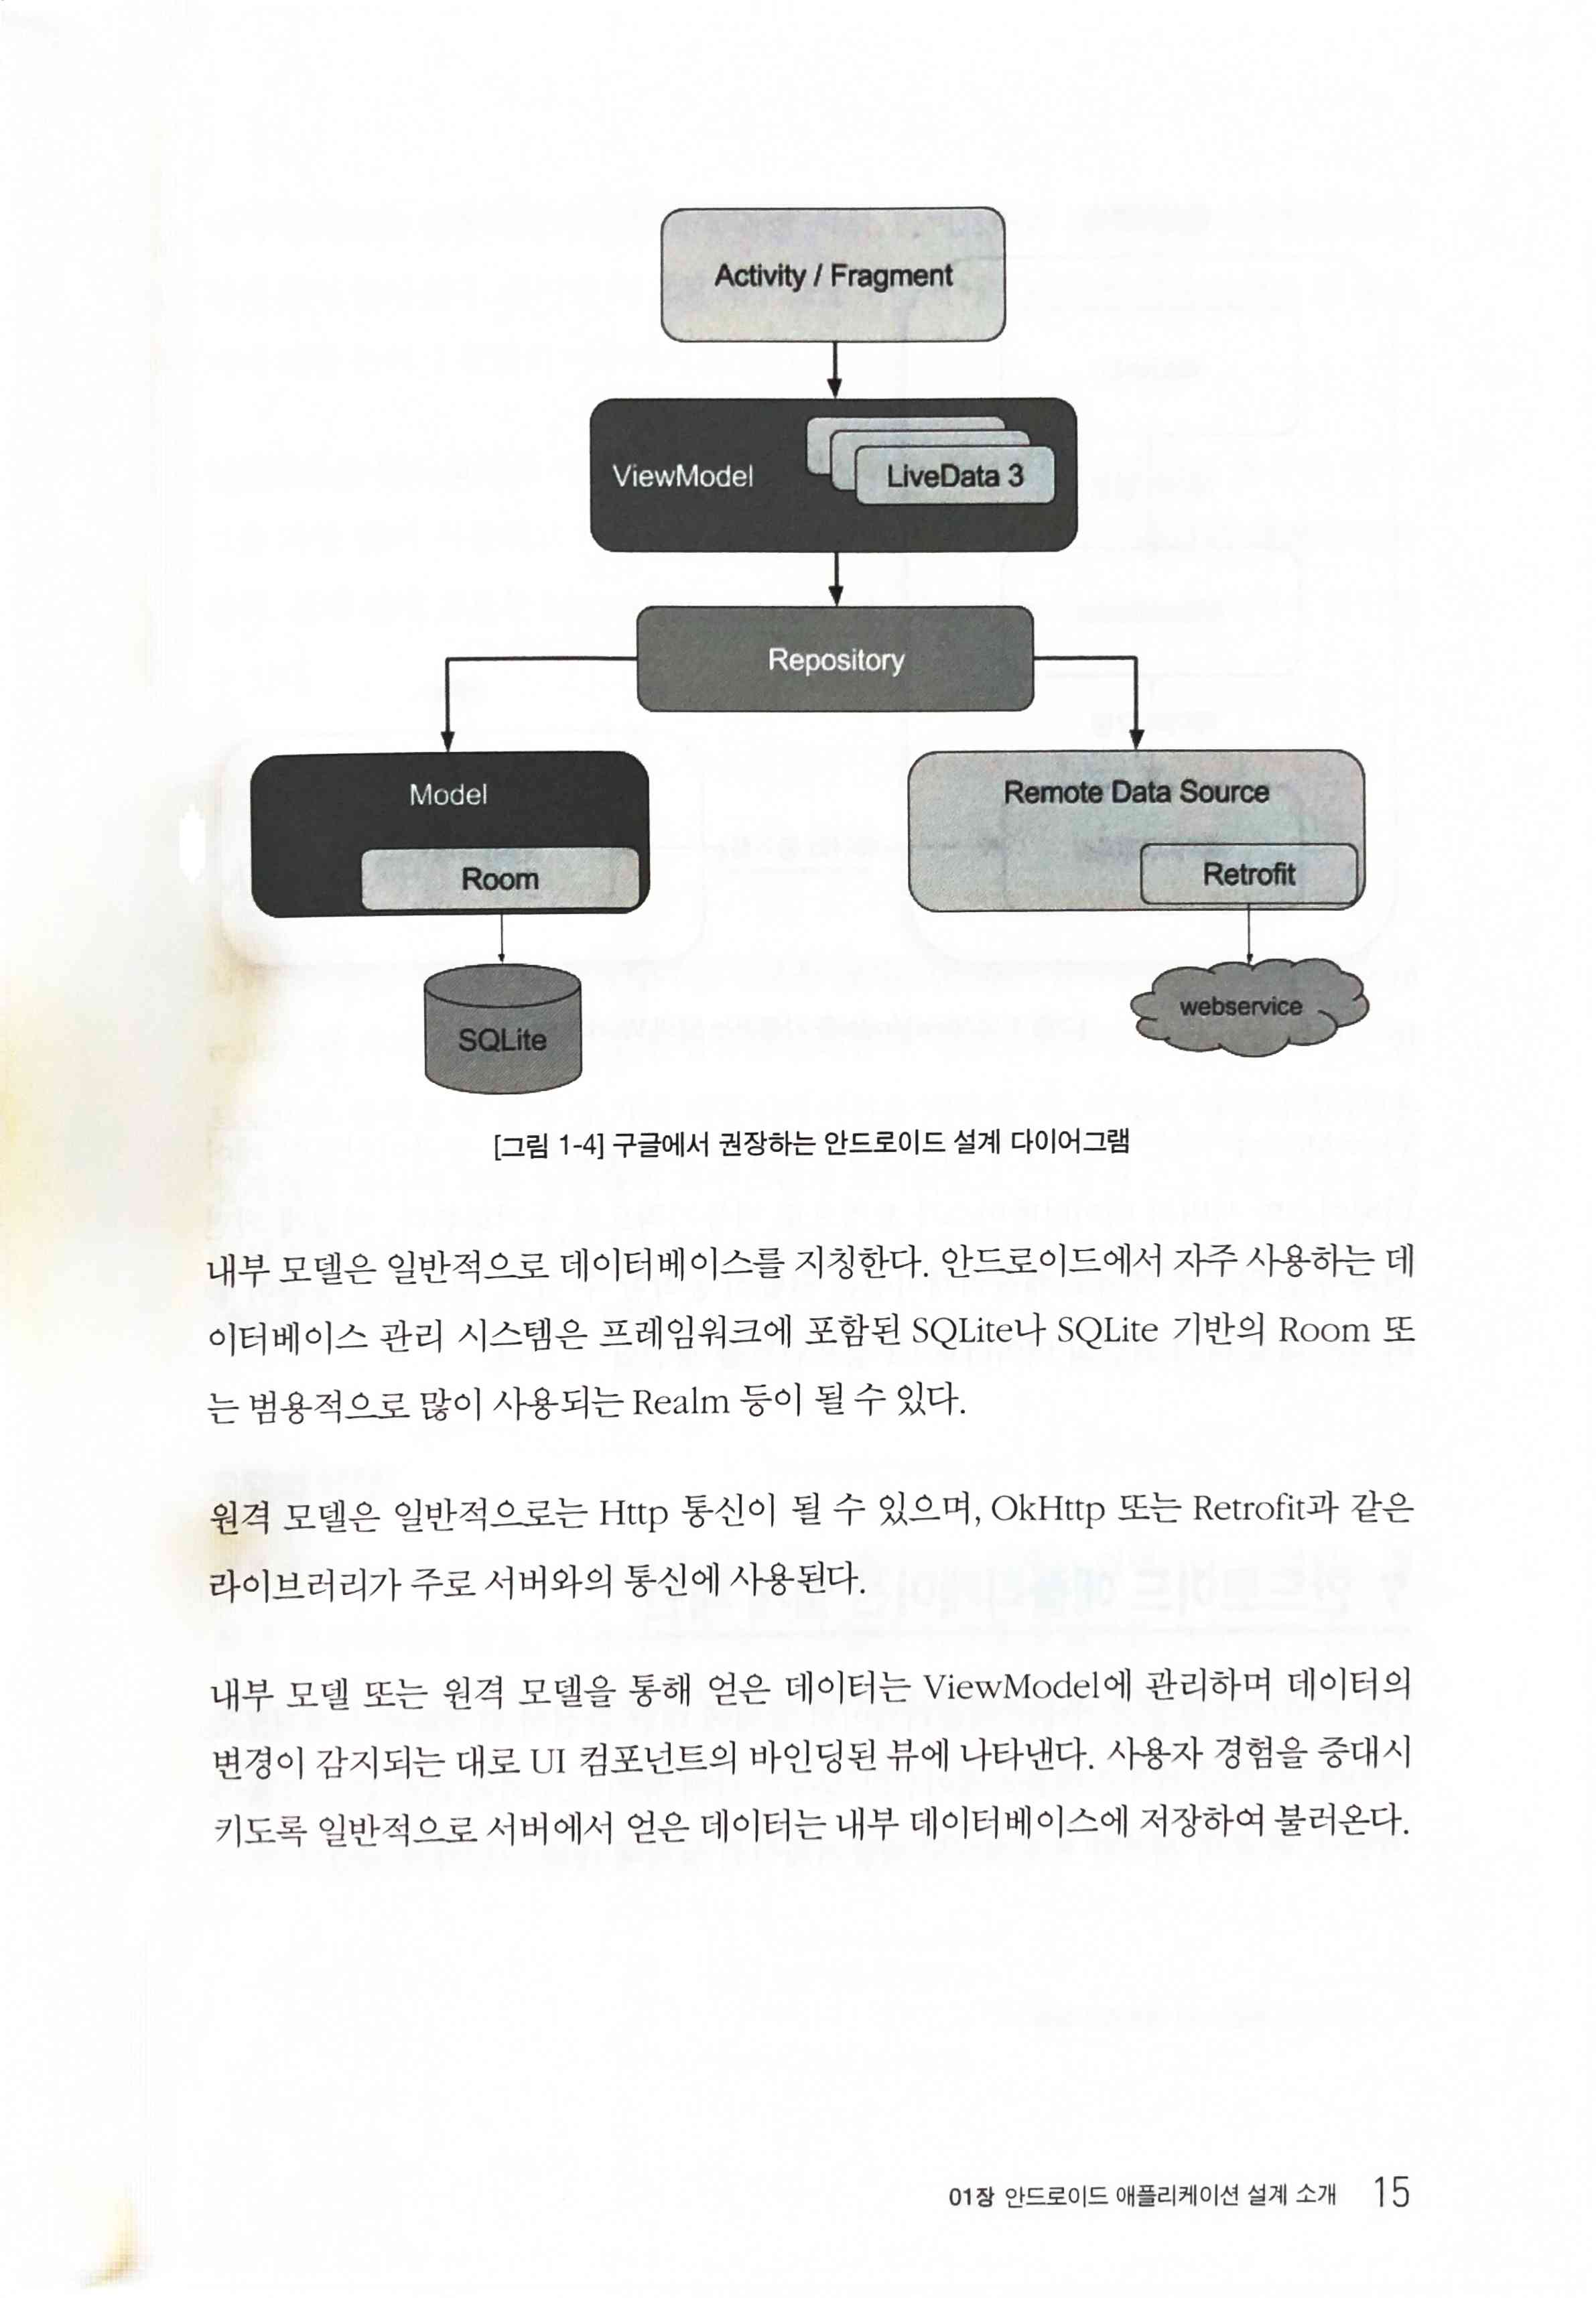 Activity / Fragment
ViewModel
LiveData 3
Repository
Model
Room
Remote Data Source
Retrofit
SQLite
webservice
[그림 1-4] 구글에서 권장하는 안드로이드 설계 다이어그램
내부 모델은 일반적으로 데이터베이스를 지칭한다. 안드로이드에서 자주 사용하는 데
이터베이스 관리 시스템은 프레임워크에 포함된 SQLite나 SQLite 기반의 Room 또
는 범용적으로 많이 사용되는 Realm 등이 될 수 있다.
원격 모델은 일반적으로는 Http 통신이 될 수 있으며, OkHttp 또는 Retrofit과 같은
라이브러리가 주로 서버와의 통신에 사용된다.
내부 모델 또는 원격 모델을 통해 얻은 데이터는 ViewModel에 관리하며 데이터의
변경이 감지되는 대로 UI 컴포넌트의 바인딩된 뷰에 나타낸다. 사용자 경험을 증대시
키도록 일반적으로 서버에서 얻은 데이터는 내부 데이터베이스에 저장하여 불러온다.
01장 안드로이드 애플리케이션 설계 소개 15